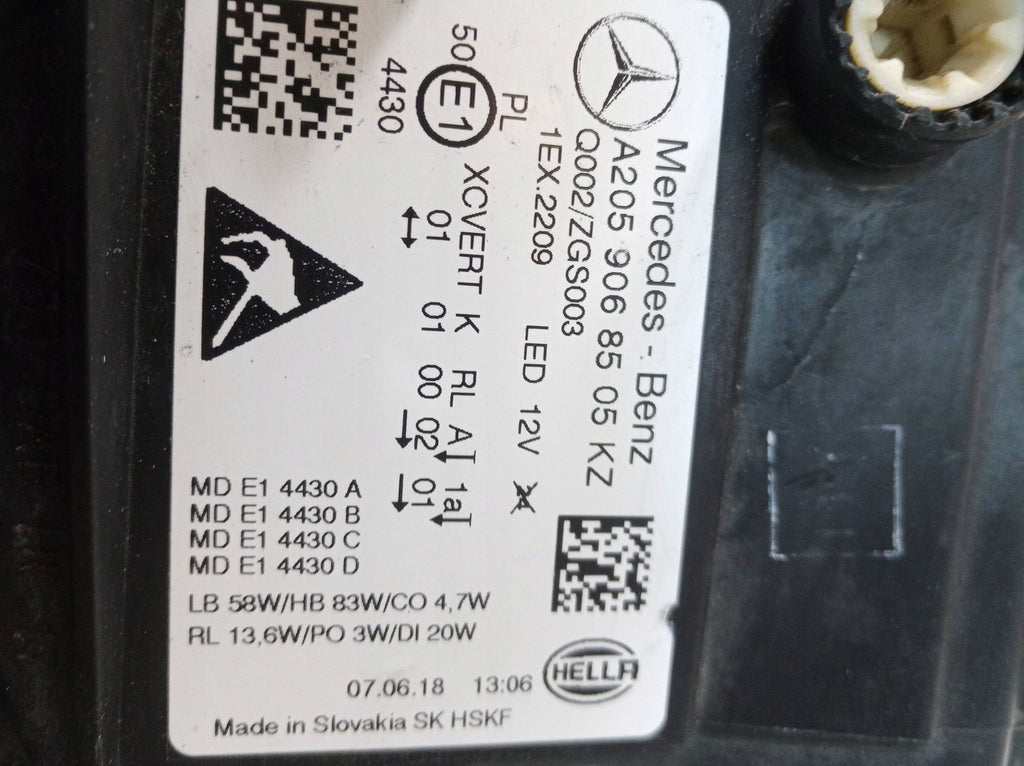 Mercedes - Benz
A205 906 85 05 KZ
Q002/ZGS003
1EX.2209 LED 12V
PL
50 E1 XCVERT K RL A 1a
4430 01 01 00 02 01
MD E1 4430 A
MD E1 4430 B
MD E1 4430 C
MD E1 4430 D
LB 58W/HB 83W/CO 4,7W
RL 13,6W/PO 3W/DI 20W
07.06.18 13:06
HELLA
Made in Slovakia SK HSKF